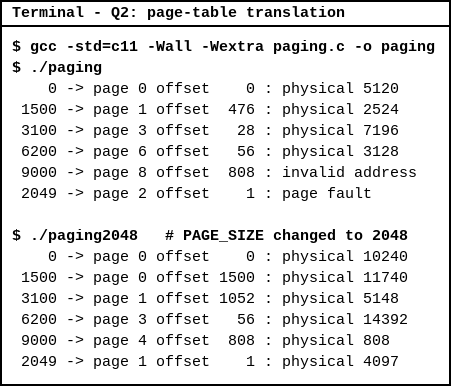 Terminal - Q2: page-table translation
$ gcc -std=c11 -Wall -Wextra paging.c -o paging
$ ./paging
    0 -> page 0 offset    0 : physical 5120
 1500 -> page 1 offset  476 : physical 2524
 3100 -> page 3 offset   28 : physical 7196
 6200 -> page 6 offset   56 : physical 3128
 9000 -> page 8 offset  808 : invalid address
 2049 -> page 2 offset    1 : page fault
$ ./paging2048   # PAGE_SIZE changed to 2048
    0 -> page 0 offset    0 : physical 10240
 1500 -> page 0 offset 1500 : physical 11740
 3100 -> page 1 offset 1052 : physical 5148
 6200 -> page 3 offset   56 : physical 14392
 9000 -> page 4 offset  808 : physical 808
 2049 -> page 1 offset    1 : physical 4097